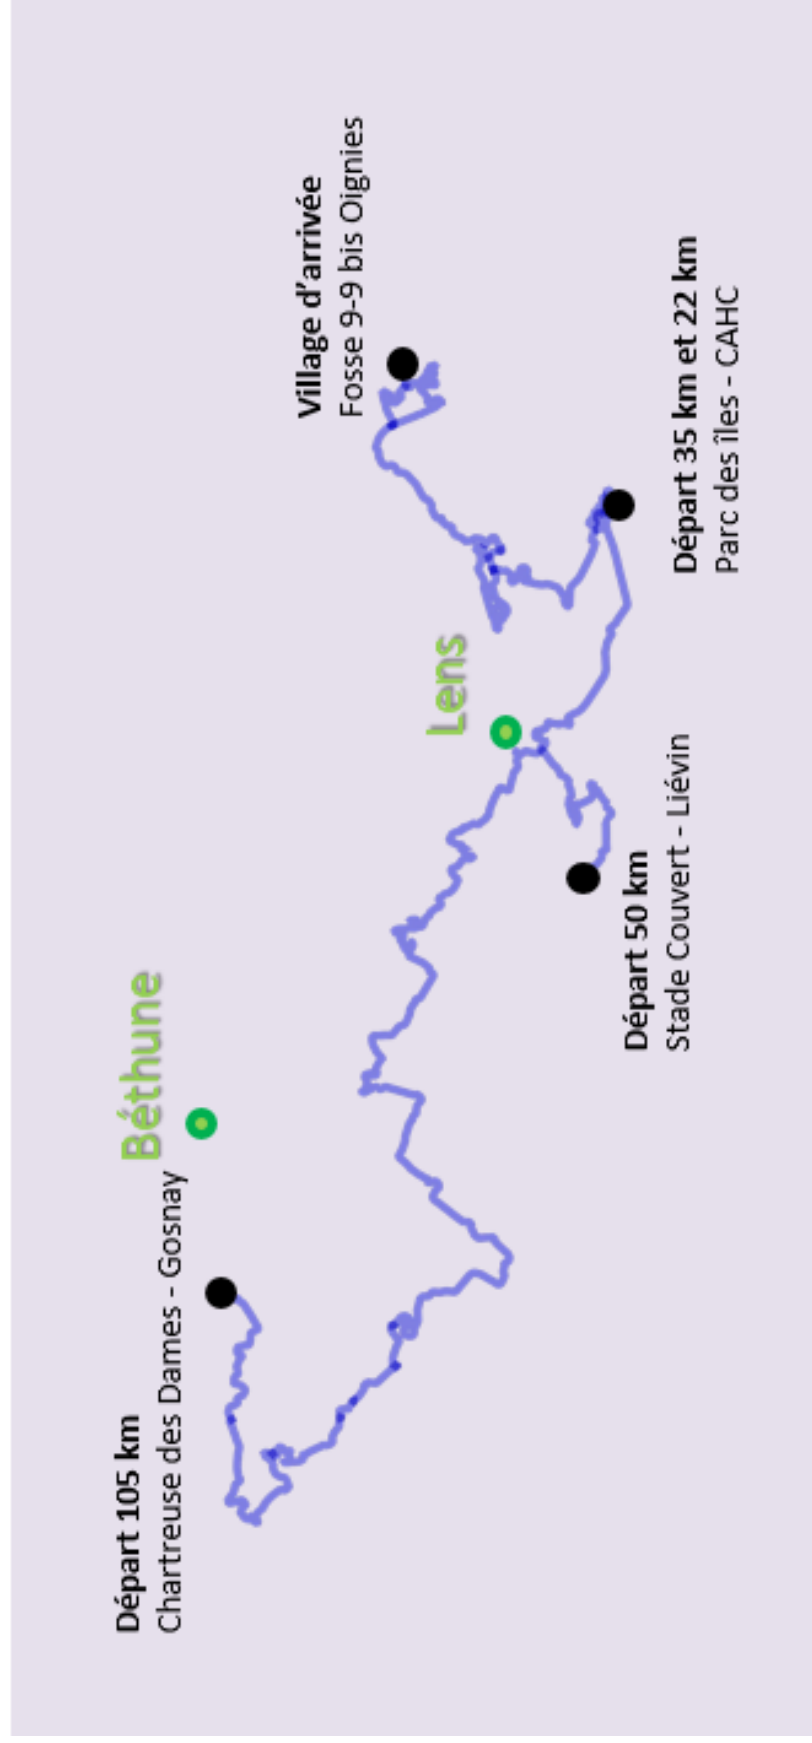 Départ 105 km
Chartreuse des Dames - Gosnay
Béthune
Village d'arrivée
Fosse 9-9 bis Oignies
Lens
Départ 50 km
Stade Couvert - Liévin
Départ 35 km et 22 km
Parc des îles - CAHC